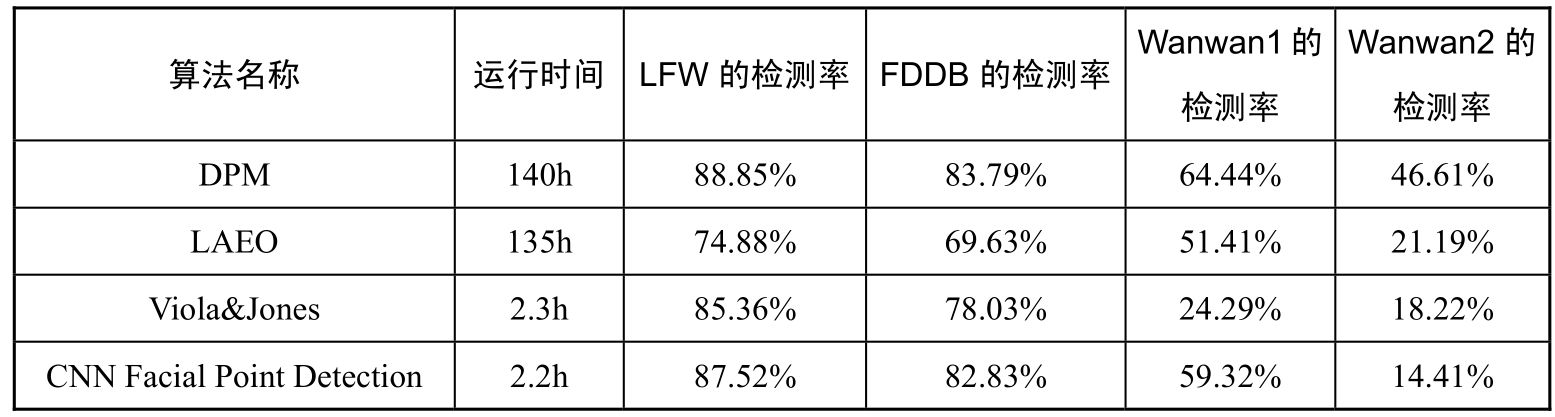 算法名称 运行时间 LFW 的检测率 FDDB 的检测率 Wanwan1 的检测率 Wanwan2 的检测率
DPM 140h 88.85% 83.79% 64.44% 46.61%
LAEO 135h 74.88% 69.63% 51.41% 21.19%
Viola&Jones 2.3h 85.36% 78.03% 24.29% 18.22%
CNN Facial Point Detection 2.2h 87.52% 82.83% 59.32% 14.41%